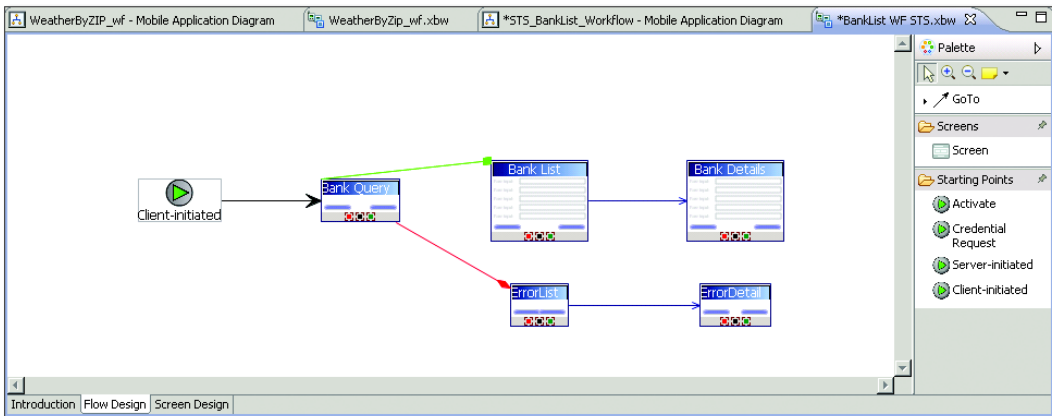 WeatherByZIP_wf - Mobile Application Diagram
WeatherByZip_wf.xbw
*STS_BankList_Workflow - Mobile Application Diagram
*BankList WF STS.xbw
Palette
GoTo
Screens
Screen
Starting Points
Activate
Credential
Request
Server-initiated
Client-initiated
Client-initiated
Bank Query
Bank List
Bank Details
ErrorList
ErrorDetail
Introduction
Flow Design
Screen Design